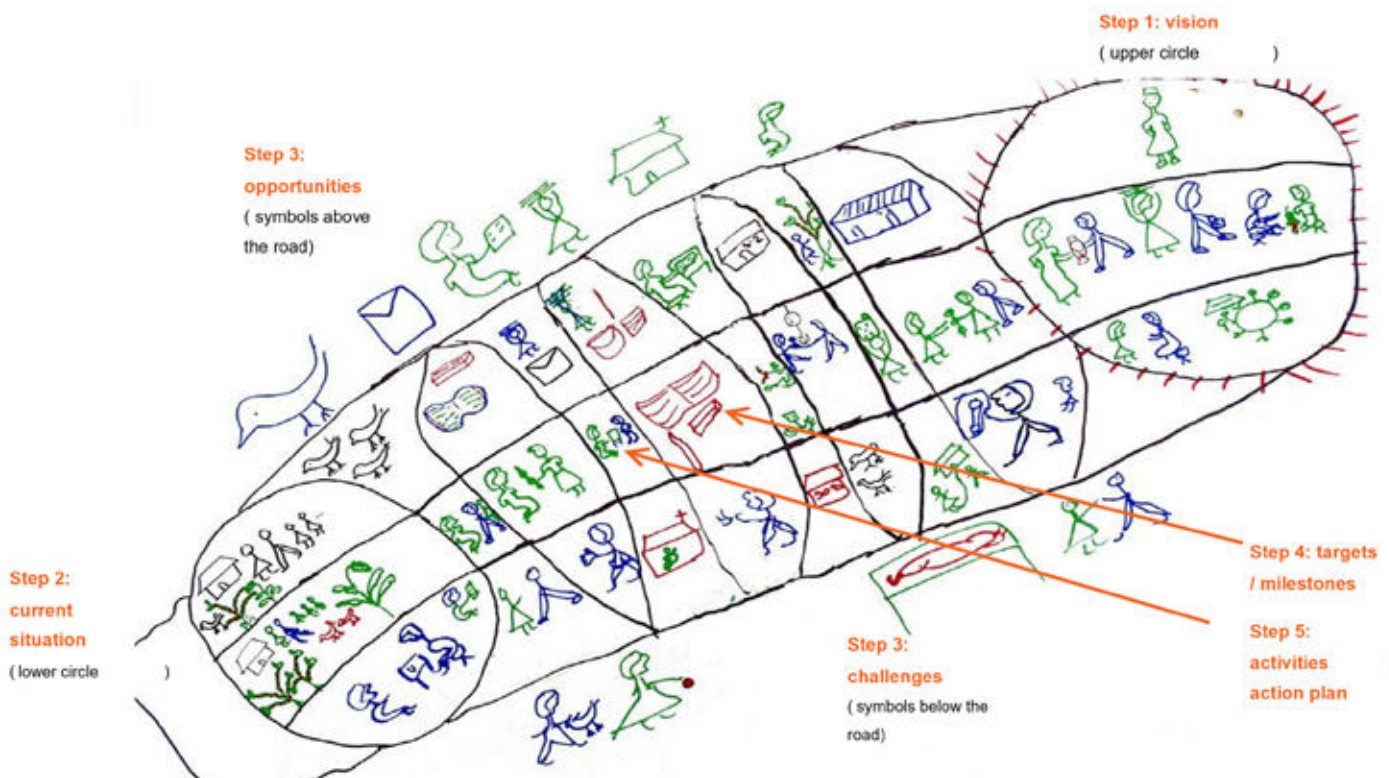 Step 1: vision
( upper circle )
Step 3:
opportunities
( symbols above
the road)
Step 2:
current
situation
( lower circle )
Step 4: targets
/ milestones
Step 5:
activities
action plan
Step 3:
challenges
( symbols below the
road)